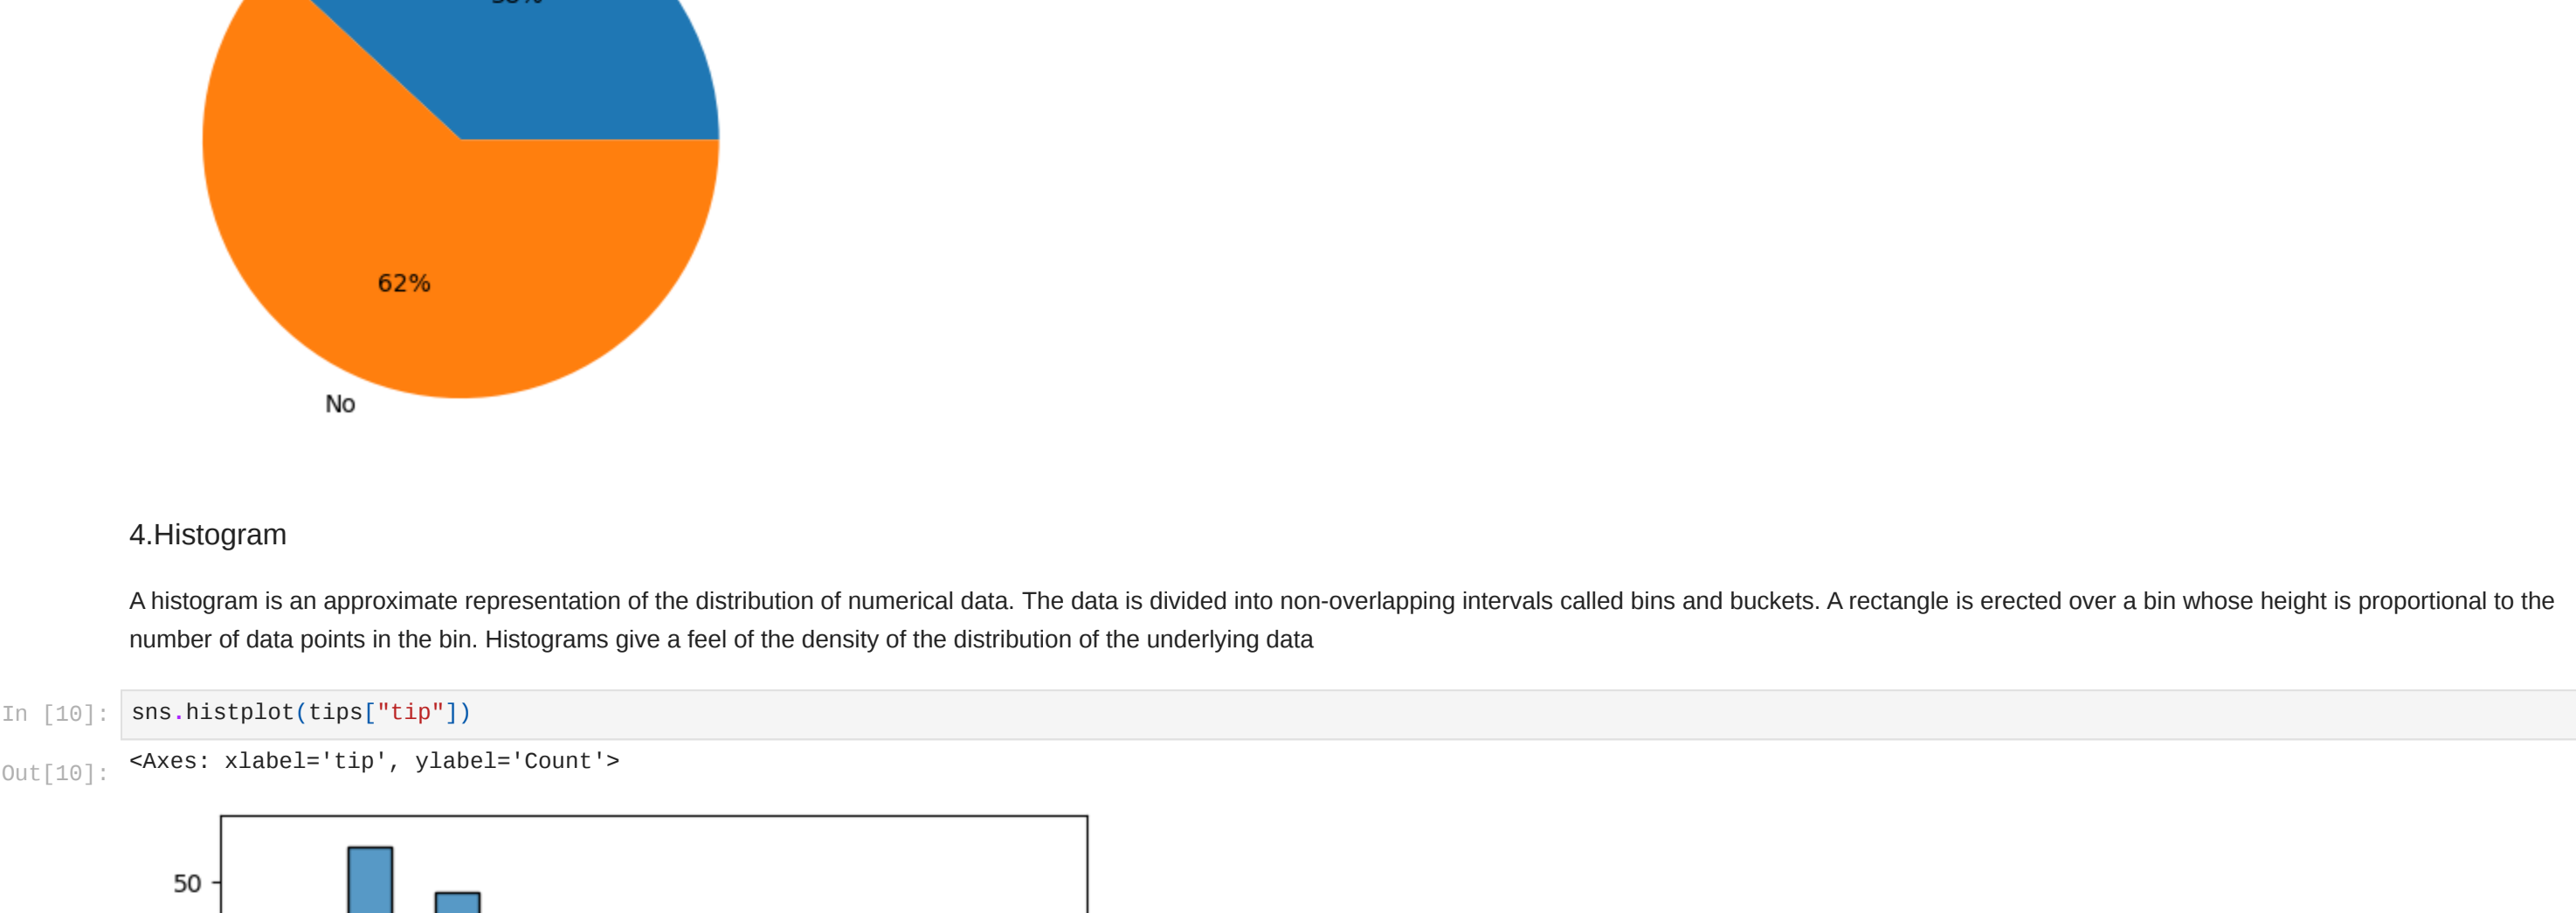 62%
No
4.Histogram
A histogram is an approximate representation of the distribution of numerical data. The data is divided into non-overlapping intervals called bins and buckets. A rectangle is erected over a bin whose height is proportional to the
number of data points in the bin. Histograms give a feel of the density of the distribution of the underlying data
In [10]: sns.histplot(tips["tip"])
Out[10]: <Axes: xlabel='tip', ylabel='Count'>
50